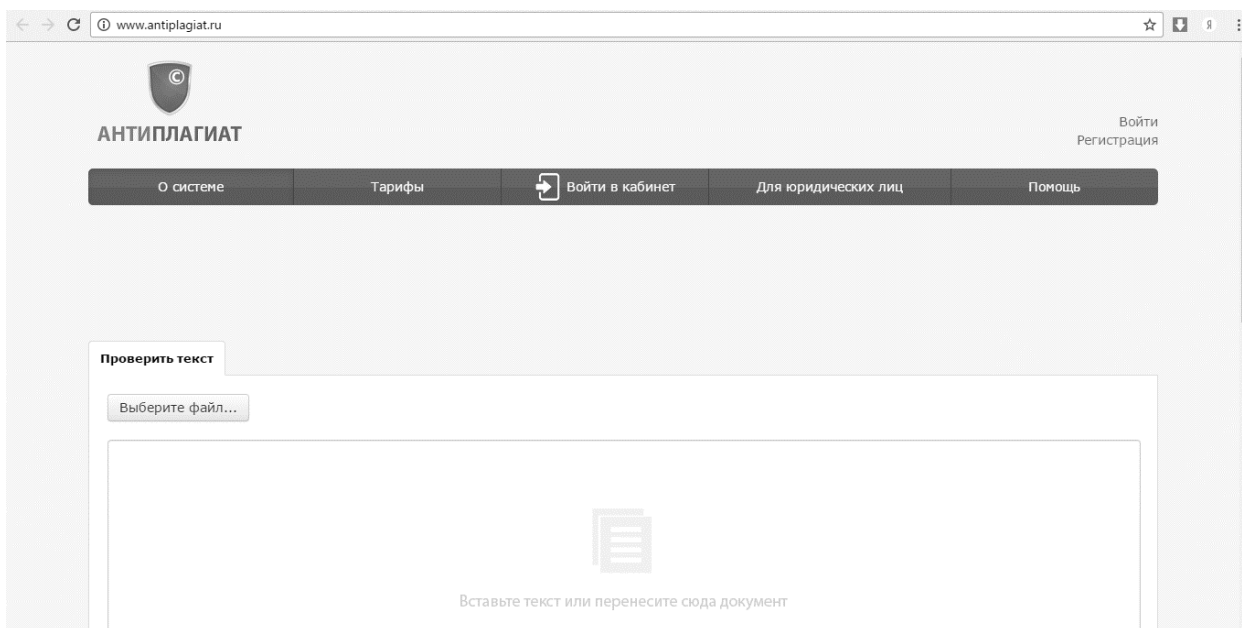 www.antiplagiat.ru
Я
©
АНТИПЛАГИАТ
Войти
Регистрация
О системе Тарифы Войти в кабинет Для юридических лиц Помощь
Проверить текст
Выберите файл...
Вставьте текст или перенесите сюда документ